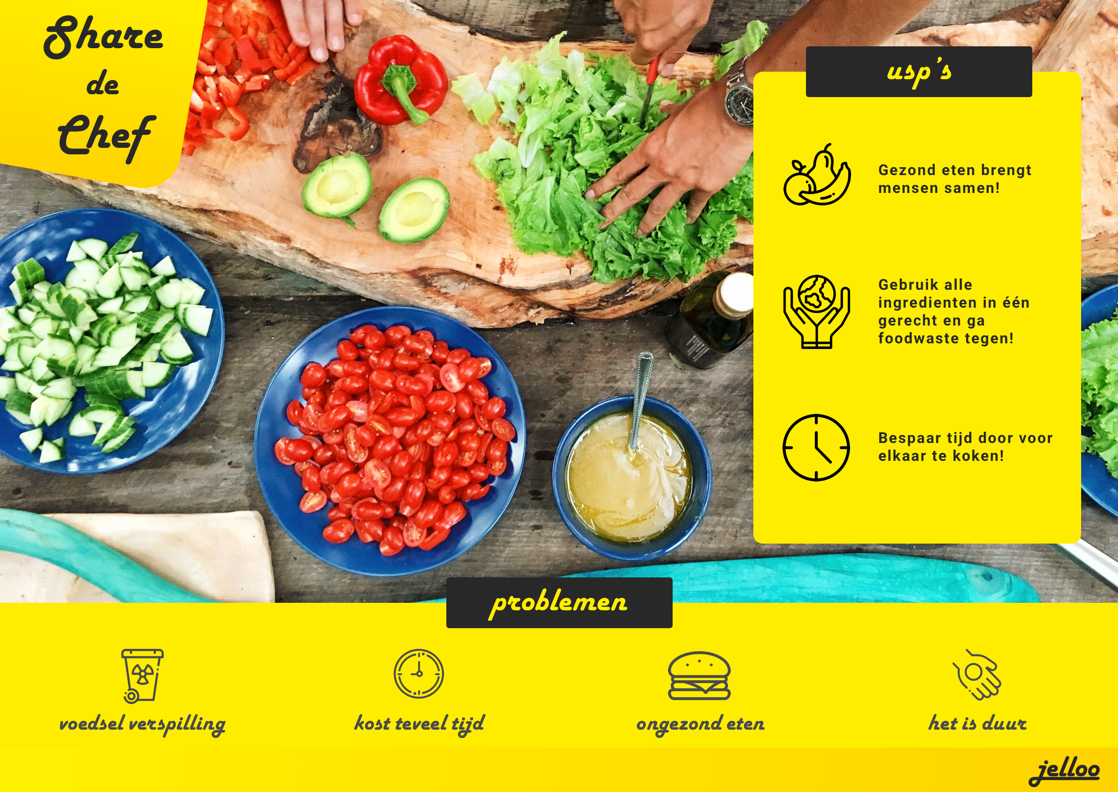 Share
de
Chef
usp's
Gezond eten brengt
mensen samen!
Gebruik alle
ingredienten in één
gerecht en ga
foodwaste tegen!
Bespaar tijd door voor
elkaar te koken!
problemen
voedsel verspilling
kost teveel tijd
ongezond eten
het is duur
jelloo